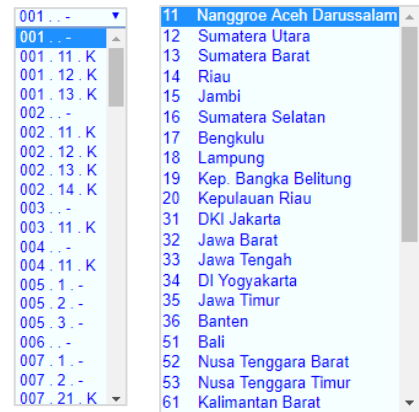 001 . . -
001 . . -
001 . 11 . K
001 . 12 . K
001 . 13 . K
002 . . -
002 . 11 . K
002 . 12 . K
002 . 13 . K
002 . 14 . K
003 . . -
003 . 11 . K
004 . . -
004 . 11 . K
005 . 1 . -
005 . 2 . -
005 . 3 . -
006 . . -
007 . 1 . -
007 . 2 . -
007 . 21 . K
11 Nanggroe Aceh Darussalam
12 Sumatera Utara
13 Sumatera Barat
14 Riau
15 Jambi
16 Sumatera Selatan
17 Bengkulu
18 Lampung
19 Kep. Bangka Belitung
20 Kepulauan Riau
31 DKI Jakarta
32 Jawa Barat
33 Jawa Tengah
34 DI Yogyakarta
35 Jawa Timur
36 Banten
51 Bali
52 Nusa Tenggara Barat
53 Nusa Tenggara Timur
61 Kalimantan Barat